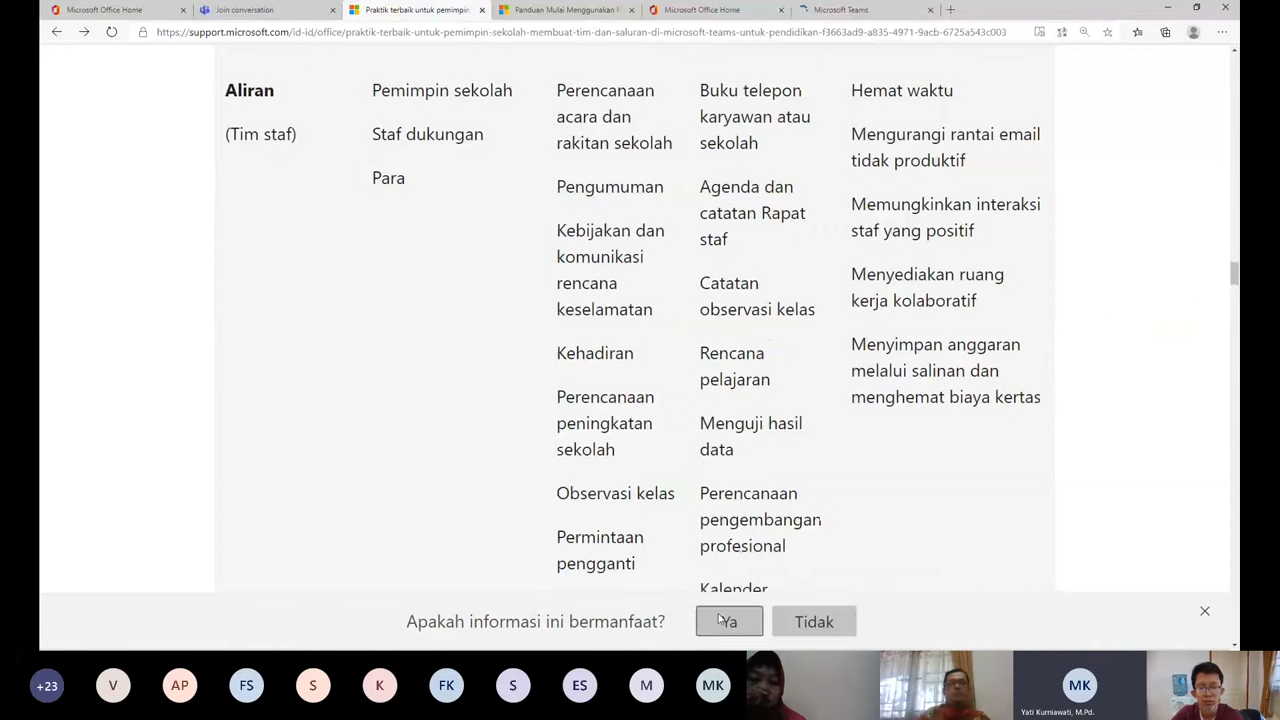 Microsoft Office Home
Join conversation
Praktik terbaik untuk pemimpin
Panduan Mulai Menggunakan
Microsoft Office Home
Microsoft Teams
https://support.microsoft.com/id-id/office/praktik-terbaik-untuk-pemimpin-sekolah-membuat-tim-dan-saluran-di-microsoft-teams-untuk-pendidikan-f3663ad9-a835-4971-9acb-6725a543c003
Aliran
(Tim staf)
Pemimpin sekolah
Staf dukungan
Para
Perencanaan
acara dan
rakitan sekolah
Pengumuman
Kebijakan dan
komunikasi
rencana
keselamatan
Kehadiran
Perencanaan
peningkatan
sekolah
Observasi kelas
Permintaan
pengganti
Buku telepon
karyawan atau
sekolah
Agenda dan
catatan Rapat
staf
Catatan
observasi kelas
Rencana
pelajaran
Menguji hasil
data
Perencanaan
pengembangan
profesional
Kalender
Hemat waktu
Mengurangi rantai email
tidak produktif
Memungkinkan interaksi
staf yang positif
Menyediakan ruang
kerja kolaboratif
Menyimpan anggaran
melalui salinan dan
menghemat biaya kertas
Apakah informasi ini bermanfaat?
Ya
Tidak
+23
V
AP
FS
S
K
FK
S
ES
M
MK
MK
Yati Kurniawati, M.Pd.